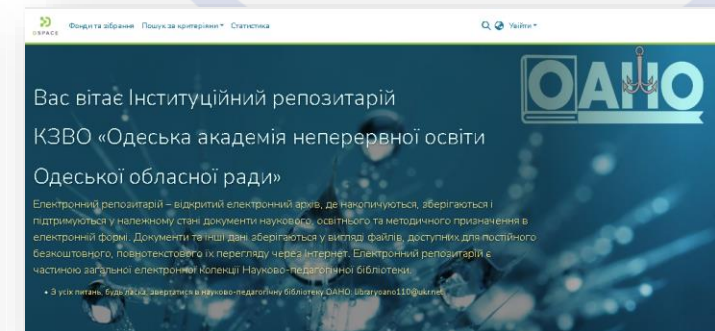 DSPACE
Фонди та зібрання Пошук за критеріями Статистика Увійти
ОАНО
Вас вітає Інституційний репозитарій
КЗВО «Одеська академія неперервної освіти
Одеської обласної ради»
Електронний репозитарій – відкритий електронний архів, де накопичуються, зберігаються і
підтримуються у належному стані документи наукового, освітнього та методичного призначення в
електронній формі. Документи та інші дані зберігаються у вигляді файлів, доступних для постійного
безкоштовного, повнотекстового їх перегляду через Інтернет. Електронний репозитарій є
частиною загальної електронної колекції Науково-педагогічної бібліотеки.
• З усіх питань, будь ласка, звертатися в науково-педагогічну бібліотеку ОАНО: libraryoano110@ukr.net